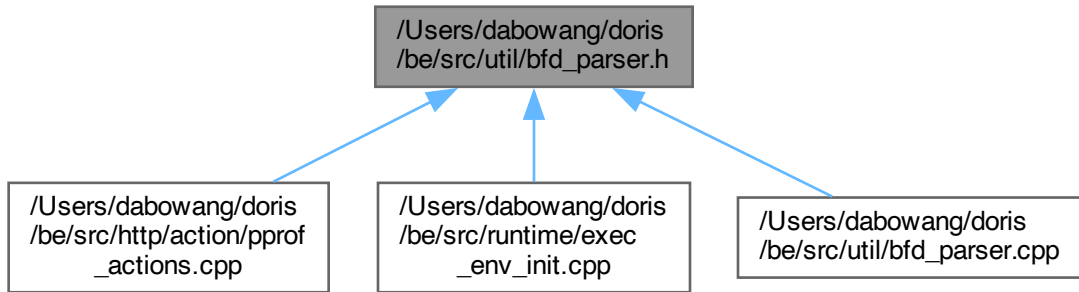 /Users/dabowang/doris
/be/src/util/bfd_parser.h
/Users/dabowang/doris
/be/src/http/action/pprof
_actions.cpp
/Users/dabowang/doris
/be/src/runtime/exec
_env_init.cpp
/Users/dabowang/doris
/be/src/util/bfd_parser.cpp